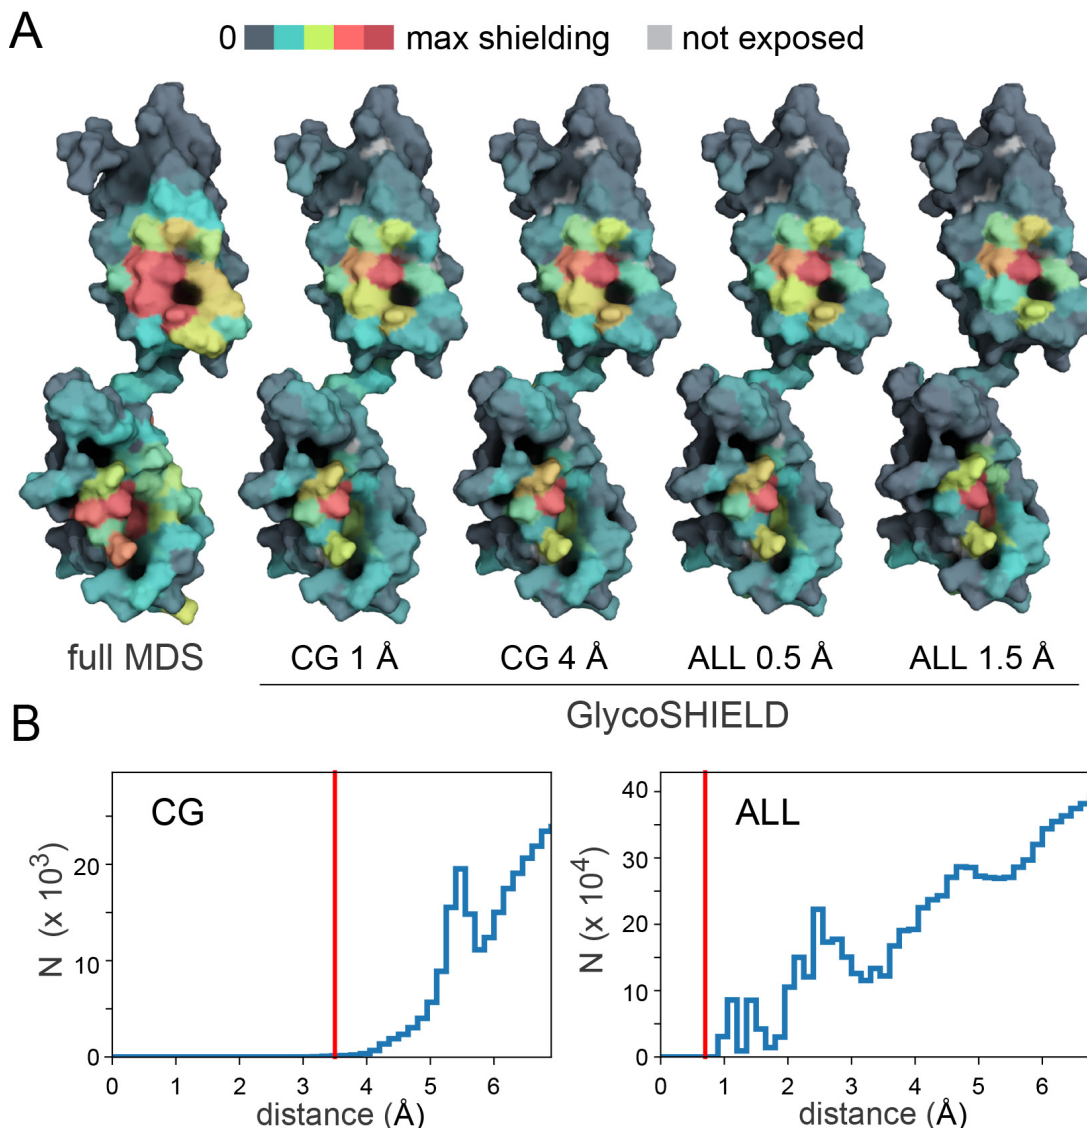 A
0 max shielding not exposed
full MDS CG 1 Å CG 4 Å ALL 0.5 Å ALL 1.5 Å
GlycoSHIELD
B
CG
N (x 10³)
20
10
0
0 1 2 3 4 5 6
distance (Å)
ALL
N (x 10⁴)
40
30
20
10
0
0 1 2 3 4 5 6
distance (Å)